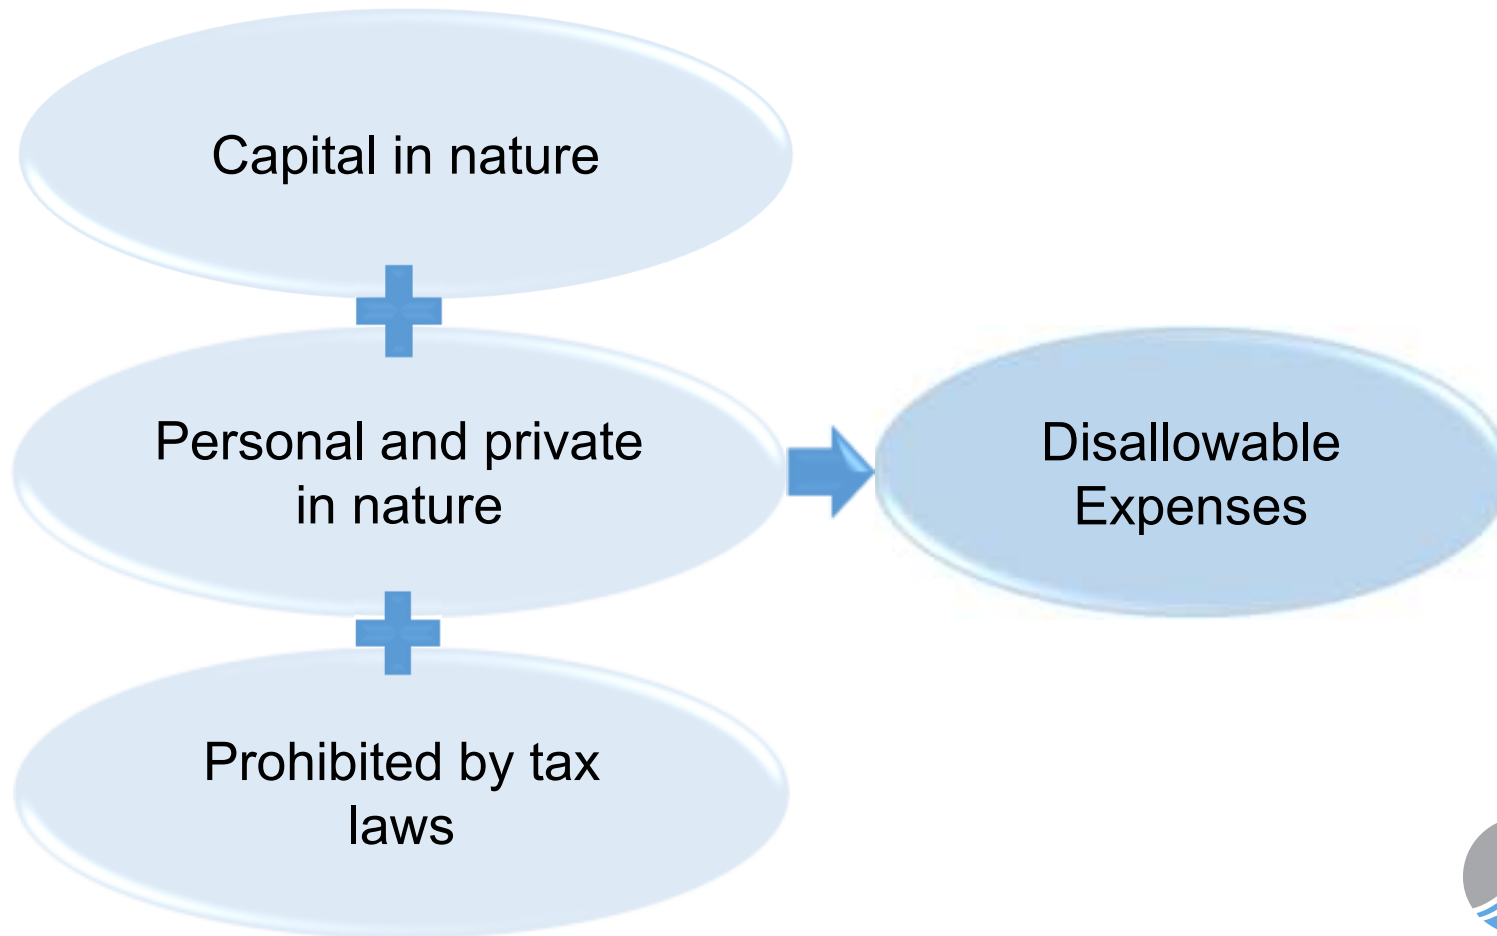 Capital in nature
Personal and private
in nature
Disallowable
Expenses
Prohibited by tax
laws